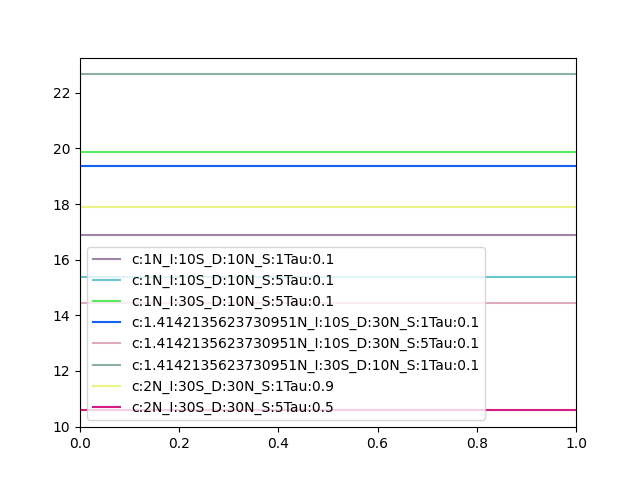 22
20
18
16
14
12
10
c:1N_I:10S_D:10N_S:1Tau:0.1
c:1N_I:10S_D:10N_S:5Tau:0.1
c:1N_I:30S_D:10N_S:5Tau:0.1
c:1.4142135623730951N_I:10S_D:30N_S:1Tau:0.1
c:1.4142135623730951N_I:10S_D:30N_S:5Tau:0.1
c:1.4142135623730951N_I:30S_D:10N_S:1Tau:0.1
c:2N_I:30S_D:30N_S:1Tau:0.9
c:2N_I:30S_D:30N_S:5Tau:0.5
0.0 0.2 0.4 0.6 0.8 1.0